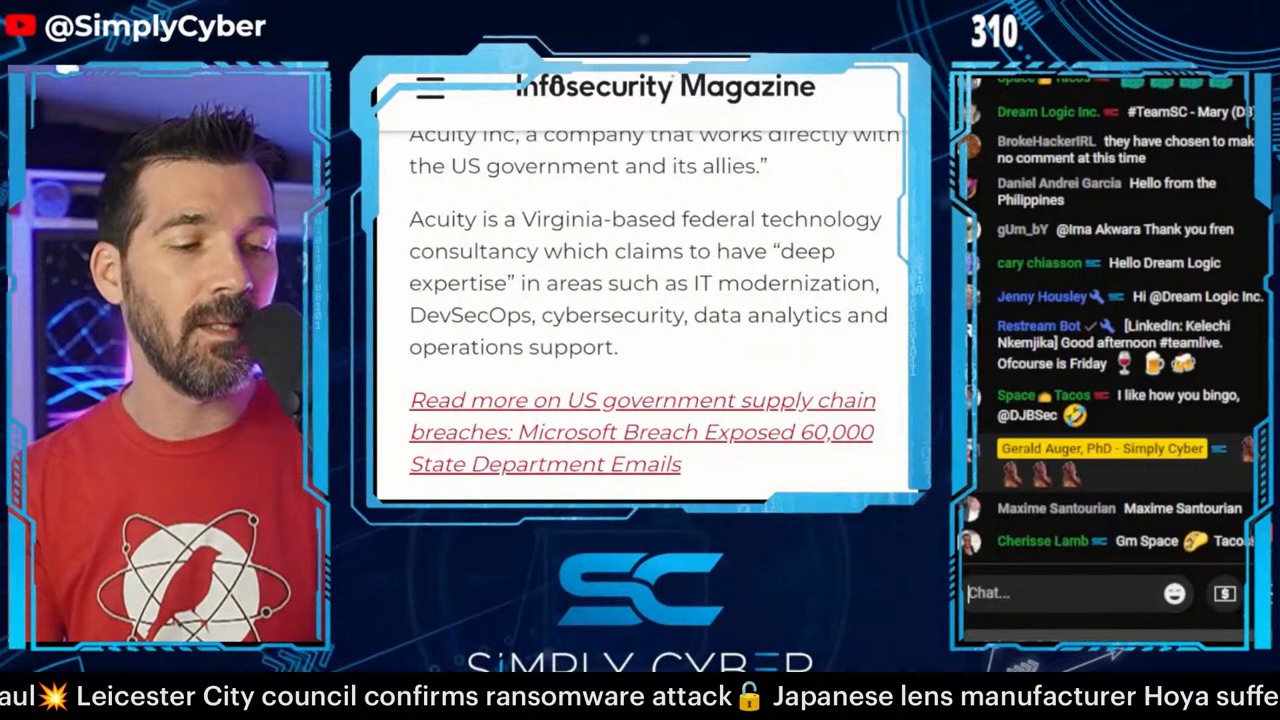 @SimplyCyber
310
Infosecurity Magazine
Acuity Inc, a company that works directly with
the US government and its allies.”
Acuity is a Virginia-based federal technology
consultancy which claims to have “deep
expertise” in areas such as IT modernization,
DevSecOps, cybersecurity, data analytics and
operations support.
Read more on US government supply chain
breaches: Microsoft Breach Exposed 60,000
State Department Emails
SC
SIMPLY CYBER
Space 🌮 Tacos
Dream Logic Inc. #TeamSC - Mary (D3
BrokeHackerIRL they have chosen to mak
no comment at this time
Daniel Andrei Garcia Hello from the
Philippines
gUm_bY @Ima Akwara Thank you fren
cary chiasson Hello Dream Logic
Jenny Housley Hi @Dream Logic Inc.
Restream Bot [LinkedIn: Kelechi
Nkemjika] Good afternoon #teamlive.
Ofcourse is Friday 🍷 🍺 🍻
Space 🌮 Tacos I like how you bingo,
@DJBSec 🤣
Gerald Auger, PhD - Simply Cyber
Maxime Santourian Maxime Santourian
Cherisse Lamb Gm Space 🌮 Tacos
Chat...
aul💥 Leicester City council confirms ransomware attack🔓 Japanese lens manufacturer Hoya suffe